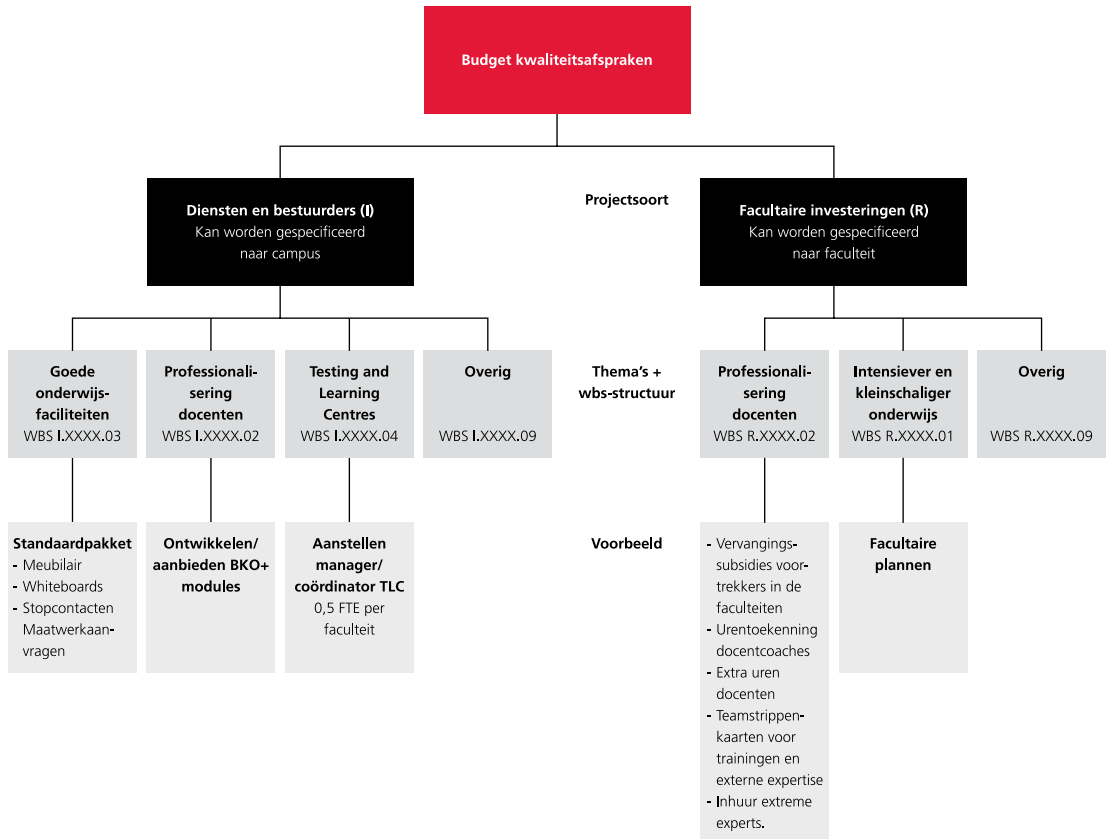 Budget kwaliteitsafspraken
Diensten en bestuurders (I)
Kan worden gespecificeerd
naar campus
Projectsoort
Facultaire investeringen (R)
Kan worden gespecificeerd
naar faculteit
Goede
onderwijs-
faciliteiten
WBS I.XXXX.03
Professionali-
sering
docenten
WBS I.XXXX.02
Testing and
Learning
Centres
WBS I.XXXX.04
Overig
WBS I.XXXX.09
Thema's +
wbs-structuur
Professionali-
sering
docenten
WBS R.XXXX.02
Intensiever en
kleinschaliger
onderwijs
WBS R.XXXX.01
Overig
WBS R.XXXX.09
Standaardpakket
- Meubilair
- Whiteboards
- Stopcontacten
Maatwerkaan-
vragen
Ontwikkelen/
aanbieden BKO+
modules
Aanstellen
manager/
coördinator TLC
0,5 FTE per
faculteit
Voorbeeld
- Vervangings-
subsidies voor-
trekkers in de
faculteiten
- Urentoekenning
docentcoaches
- Extra uren
docenten
- Teamstrippen-
kaarten voor
trainingen en
externe expertise
- Inhuur extreme
experts.
Facultaire
plannen